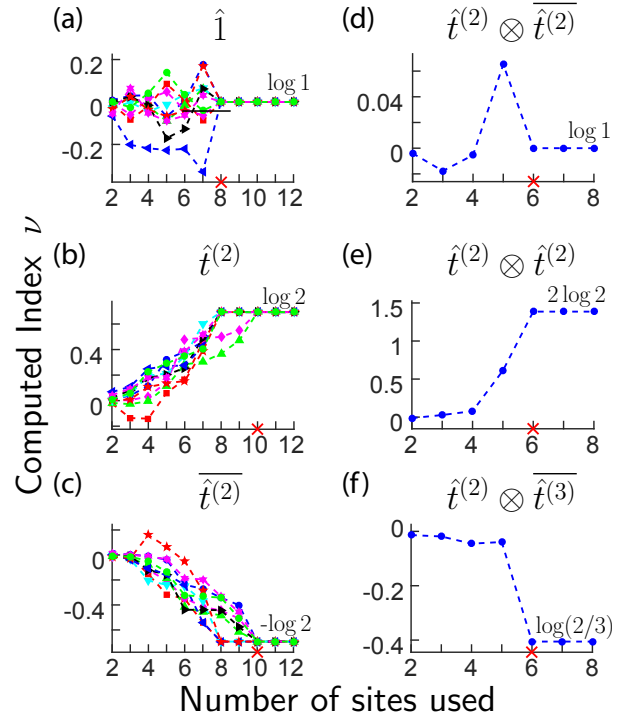 (a)
1̂
0.2
0
-0.2
log 1
2 4 6 8 10 12
(b)
t̂⁽²⁾
0.4
0
log 2
2 4 6 8 10 12
(c)
\overline{t̂⁽²⁾}
0
-0.4
-log 2
2 4 6 8 10 12
(d)
t̂⁽²⁾ ⊗ \overline{t̂⁽²⁾}
0.04
0
log 1
2 4 6 8
(e)
t̂⁽²⁾ ⊗ t̂⁽²⁾
1.5
1.5
0
2 log 2
2 4 6 8
(f)
t̂⁽²⁾ ⊗ \overline{t̂⁽³⁾}
0
-0.2
-0.4
log(2/3)
2 4 6 8
Computed Index ν
Number of sites used